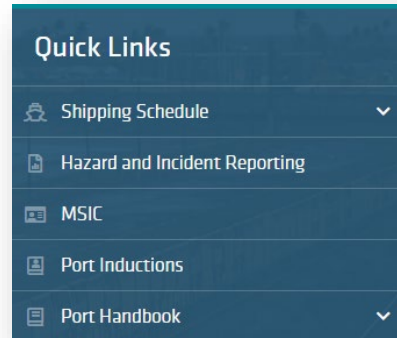 Quick Links
Shipping Schedule
Hazard and Incident Reporting
MSIC
Port Inductions
Port Handbook